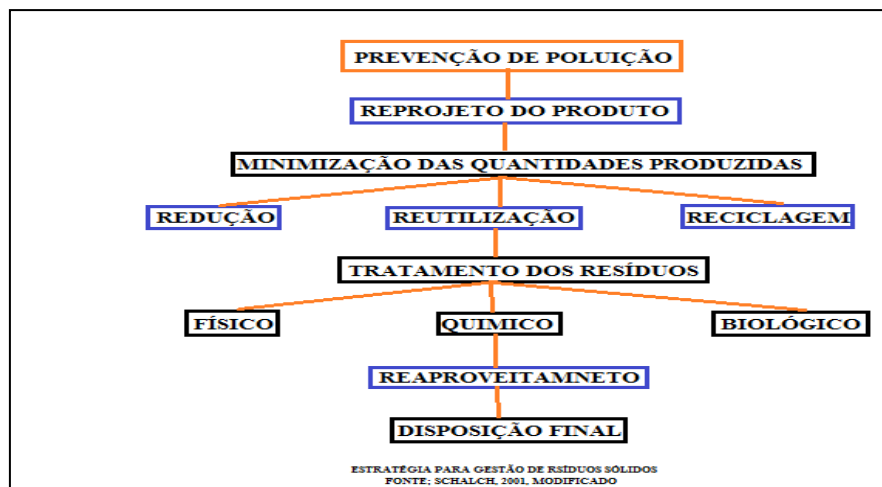 PREVENÇÃO DE POLUIÇÃO
REPROJETO DO PRODUTO
MINIMIZAÇÃO DAS QUANTIDADES PRODUZIDAS
REDUÇÃO
REUTILIZAÇÃO
RECICLAGEM
TRATAMENTO DOS RESÍDUOS
FÍSICO
QUIMICO
BIOLÓGICO
REAPROVEITAMNETO
DISPOSIÇÃO FINAL
ESTRATÉGIA PARA GESTÃO DE RSÍDUOS SÓLIDOS
FONTE; SCHALCH, 2001, MODIFICADO